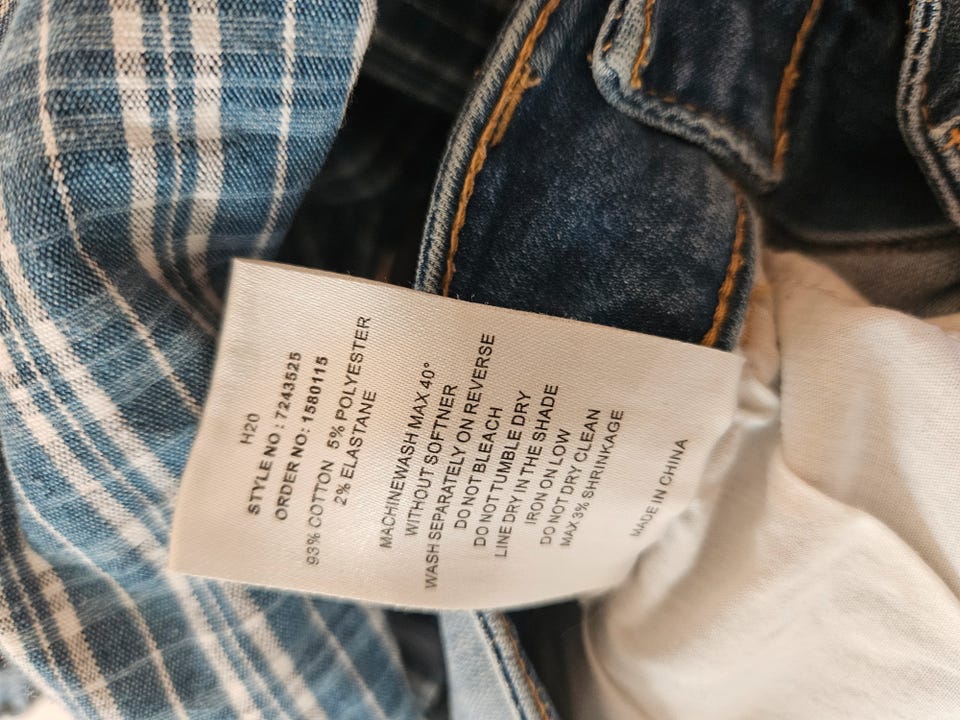 H20
STYLE NO : 7243525
ORDER NO: 1580115
93% COTTON 5% POLYESTER
2% ELASTANE
MACHINEWASH MAX 40°
WITHOUT SOFTNER
WASH SEPARATELY ON REVERSE
DO NOT BLEACH
DO NOT TUMBLE DRY
LINE DRY IN THE SHADE
IRON ON LOW
DO NOT DRY CLEAN
MAX 3% SHRINKAGE
MADE IN CHINA